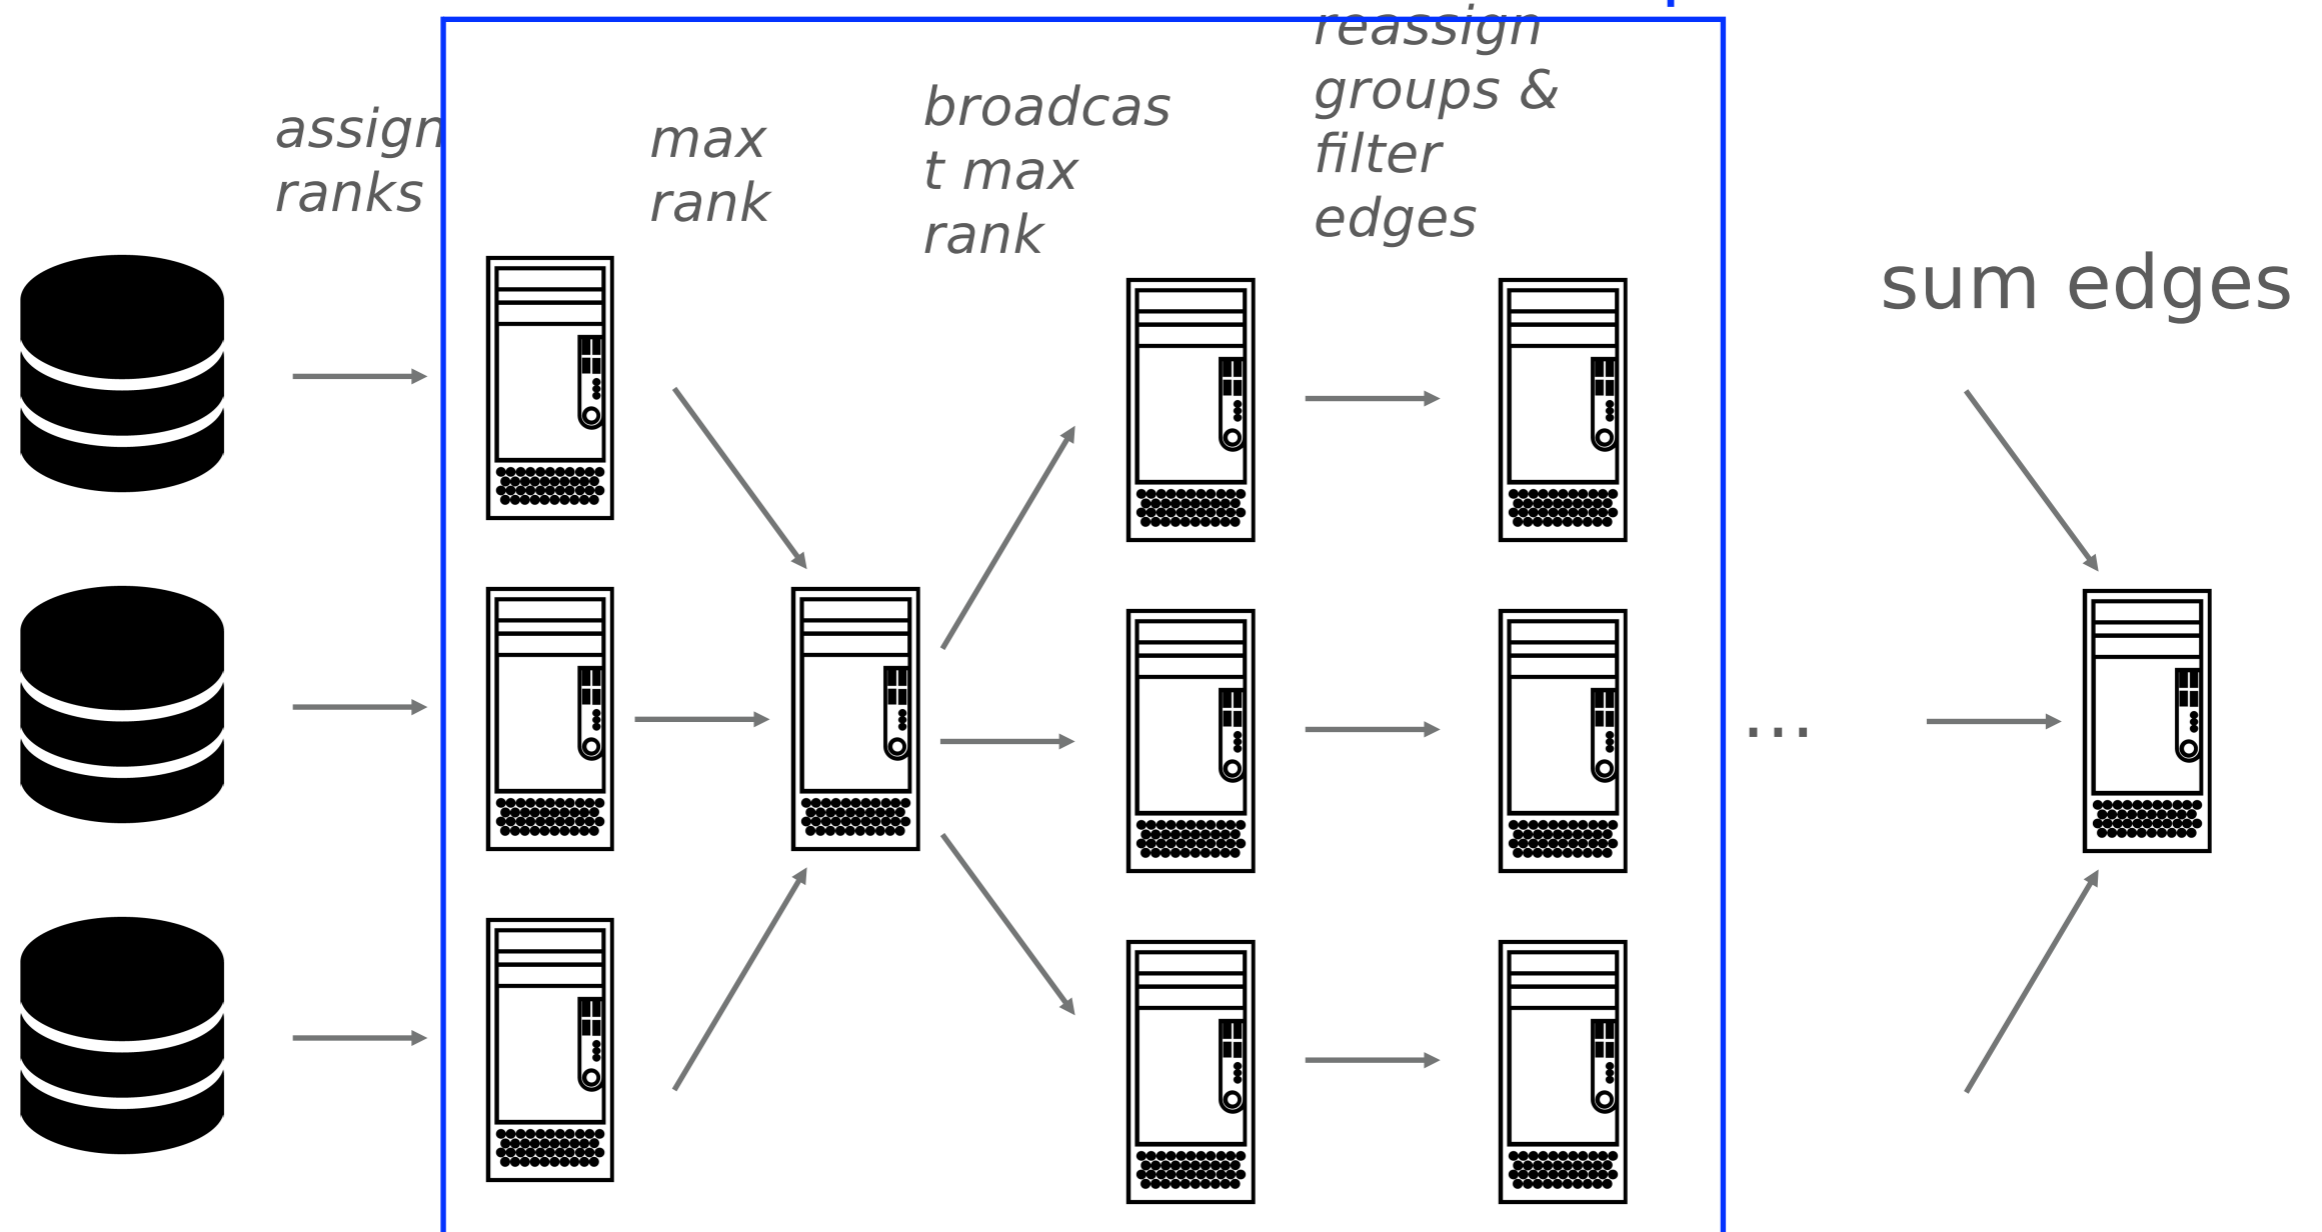 assign
ranks
max
rank
broadcas
t max
rank
reassign
groups &
filter
edges
sum edges
...